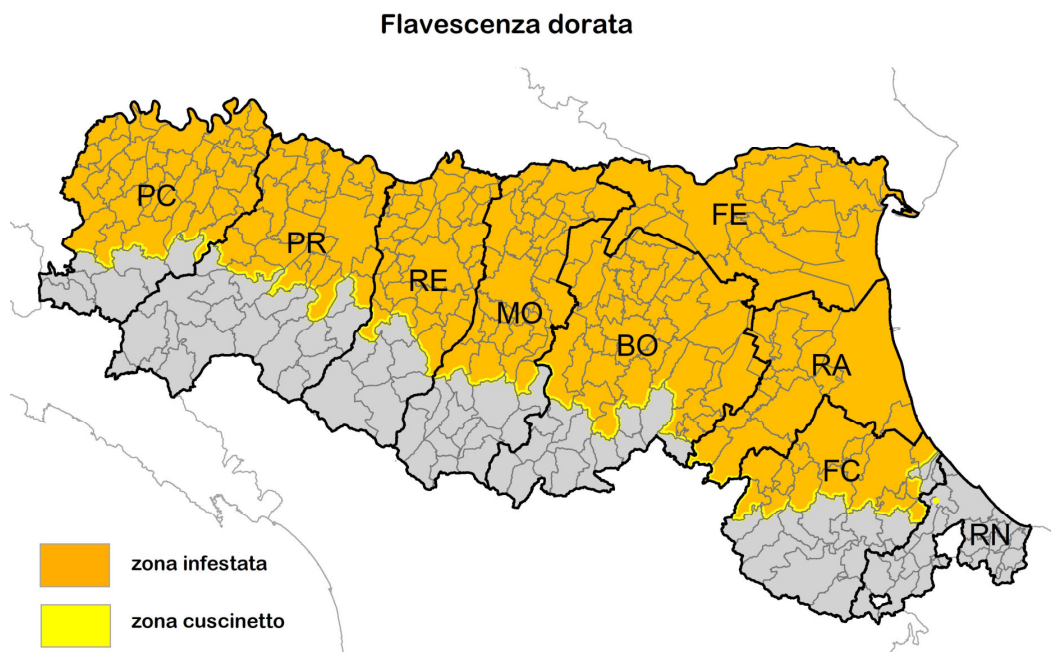 Flavescenza dorata
PC
PR
RE
MO
BO
FE
RA
FC
RN
zona infestata
zona cuscinetto